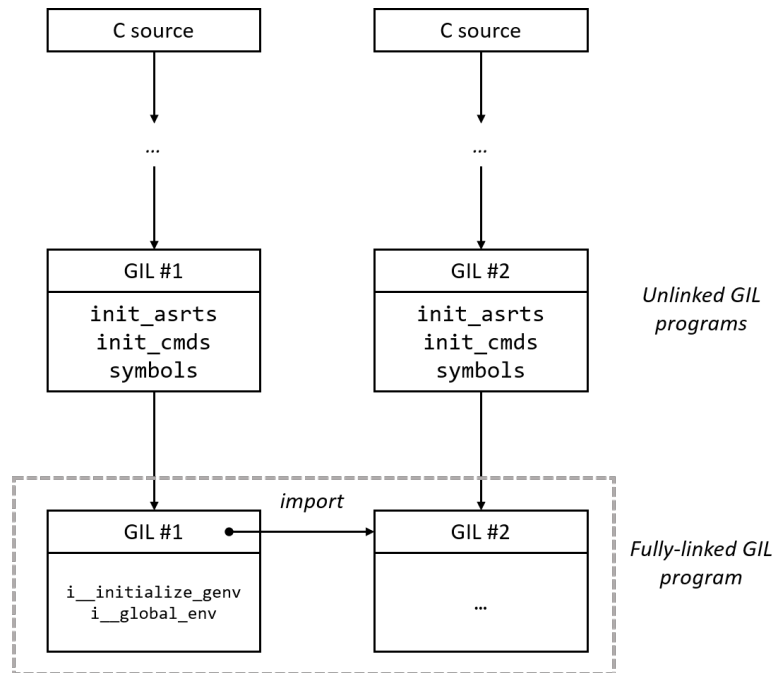 C source
C source
...
...
GIL #1
GIL #2
init_asrts
init_cmds
symbols
init_asrts
init_cmds
symbols
Unlinked GIL
programs
import
GIL #1
GIL #2
i__initialize_genv
i__global_env
...
Fully-linked GIL
program